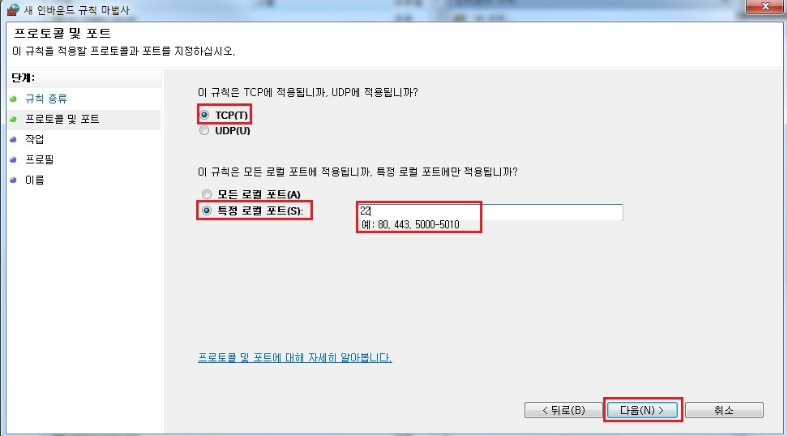 새 인바운드 규칙 마법사
프로토콜 및 포트
이 규칙을 적용할 프로토콜과 포트를 지정하십시오.
단계:
규칙 종류
프로토콜 및 포트
작업
프로필
이름
이 규칙은 TCP에 적용됩니까, UDP에 적용됩니까?
TCP(T)
UDP(U)
이 규칙은 모든 로컬 포트에 적용됩니까, 특정 로컬 포트에만 적용됩니까?
모든 로컬 포트(A)
특정 로컬 포트(S):
22
예: 80, 443, 5000-5010
프로토콜 및 포트에 대해 자세히 알아봅니다.
< 뒤로(B)
다음(N) >
취소